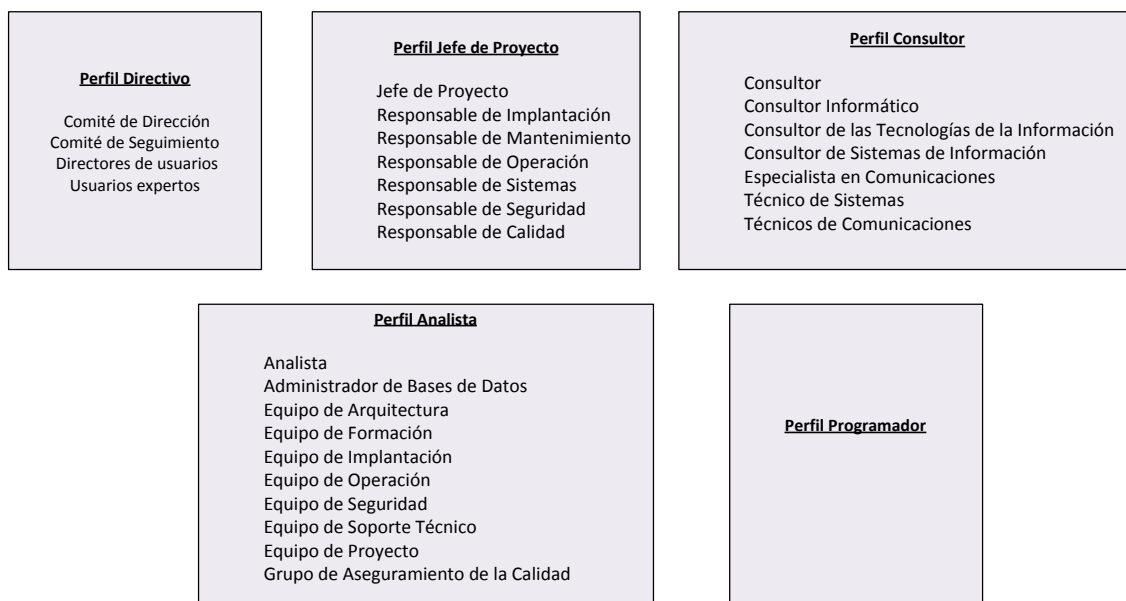 Perfil Directivo
Comité de Dirección
Comité de Seguimiento
Directores de usuarios
Usuarios expertos
Perfil Jefe de Proyecto
Jefe de Proyecto
Responsable de Implantación
Responsable de Mantenimiento
Responsable de Operación
Responsable de Sistemas
Responsable de Seguridad
Responsable de Calidad
Perfil Consultor
Consultor
Consultor Informático
Consultor de las Tecnologías de la Información
Consultor de Sistemas de Información
Especialista en Comunicaciones
Técnico de Sistemas
Técnicos de Comunicaciones
Perfil Analista
Analista
Administrador de Bases de Datos
Equipo de Arquitectura
Equipo de Formación
Equipo de Implantación
Equipo de Operación
Equipo de Seguridad
Equipo de Soporte Técnico
Equipo de Proyecto
Grupo de Aseguramiento de la Calidad
Perfil Programador